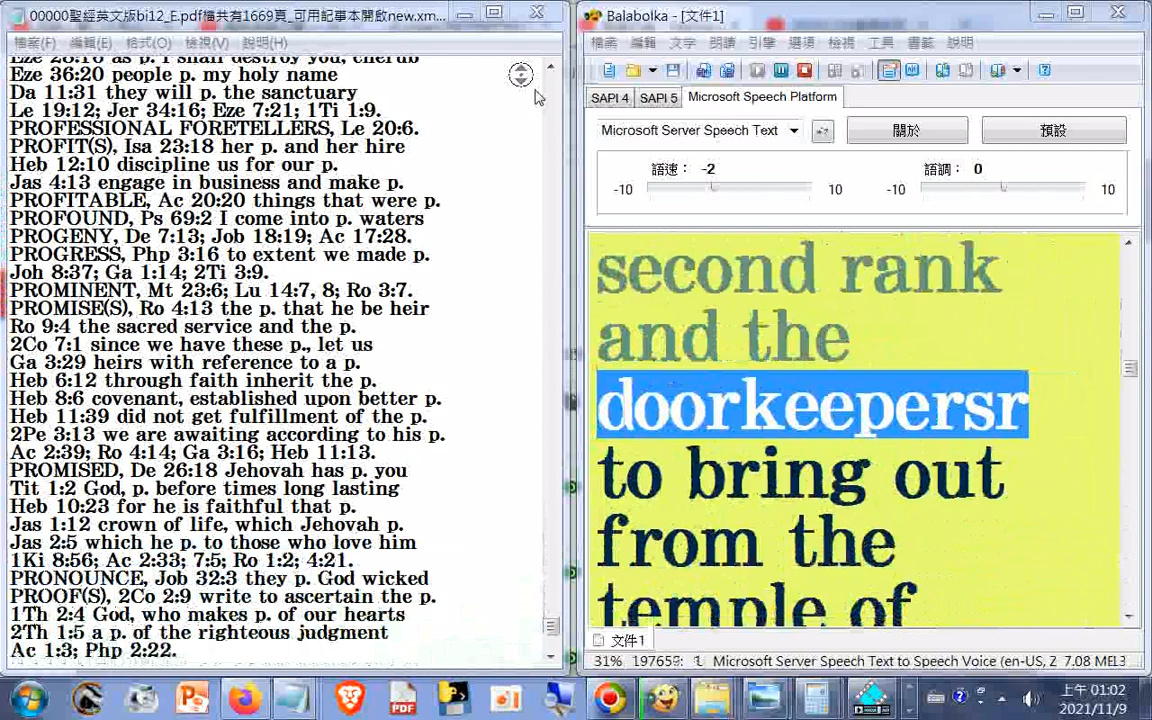 00000聖經英文版bi12_E.pdf檔共有1669頁_可用記事本開啟new.xm...
檔案(F) 編輯(E) 格式(O) 檢視(V) 說明(H)
Eze 28:16 as p. I shall destroy you, cherub
Eze 36:20 people p. my holy name
Da 11:31 they will p. the sanctuary
Le 19:12; Jer 34:16; Eze 7:21; 1Ti 1:9.
PROFESSIONAL FORETELLERS, Le 20:6.
PROFIT(S), Isa 23:18 her p. and her hire
Heb 12:10 discipline us for our p.
Jas 4:13 engage in business and make p.
PROFITABLE, Ac 20:20 things that were p.
PROFOUND, Ps 69:2 I come into p. waters
PROGENY, De 7:13; Job 18:19; Ac 17:28.
PROGRESS, Php 3:16 to extent we made p.
Joh 8:37; Ga 1:14; 2Ti 3:9.
PROMINENT, Mt 23:6; Lu 14:7, 8; Ro 3:7.
PROMISE(S), Ro 4:13 the p. that he be heir
Ro 9:4 the sacred service and the p.
2Co 7:1 since we have these p., let us
Ga 3:29 heirs with reference to a p.
Heb 6:12 through faith inherit the p.
Heb 8:6 covenant, established upon better p.
Heb 11:39 did not get fulfillment of the p.
2Pe 3:13 we are awaiting according to his p.
Ac 2:39; Ro 4:14; Ga 3:16; Heb 11:13.
PROMISED, De 26:18 Jehovah has p. you
Tit 1:2 God, p. before times long lasting
Heb 10:23 for he is faithful that p.
Jas 1:12 crown of life, which Jehovah p.
Jas 2:5 which he p. to those who love him
1Ki 8:56; Ac 2:33; 7:5; Ro 1:2; 4:21.
PRONOUNCE, Job 32:3 they p. God wicked
PROOF(S), 2Co 2:9 write to ascertain the p.
1Th 2:4 God, who makes p. of our hearts
2Th 1:5 a p. of the righteous judgment
Ac 1:3; Php 2:22.
Balabolka - [文件1]
檔案 編輯 文字 朗讀 引擎 選項 檢視 工具 書籤 說明
SAPI 4 SAPI 5 Microsoft Speech Platform
Microsoft Server Speech Text 關於 預設
語速： -2 語調： 0
-10 10 -10 10
second rank
and the
doorkeepersr
to bring out
from the
temple of
文件1
31% Microsoft Server Speech Text to Speech Voice (en-US, Z 7.08 МБ
PDF
上午 01:02
2021/11/9